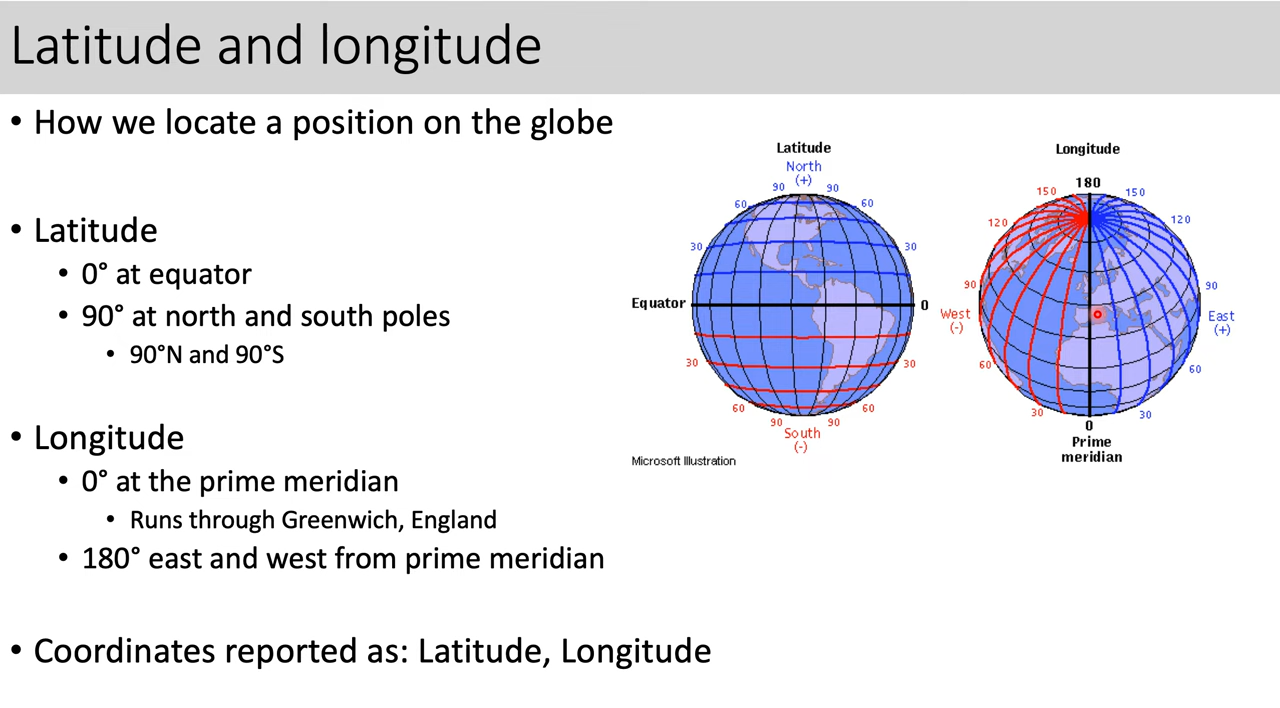 Latitude and longitude
• How we locate a position on the globe
• Latitude
• 0° at equator
• 90° at north and south poles
• 90°N and 90°S
• Longitude
• 0° at the prime meridian
• Runs through Greenwich, England
• 180° east and west from prime meridian
• Coordinates reported as: Latitude, Longitude
Latitude
North
(+)
90 90
60 60
30 30
Equator 0
30 30
60 60
90 90
South
(-)
Microsoft Illustration
Longitude
180
150 150
120 120
90 90
West
(-)
East
(+)
60 60
30 30
0
Prime
meridian